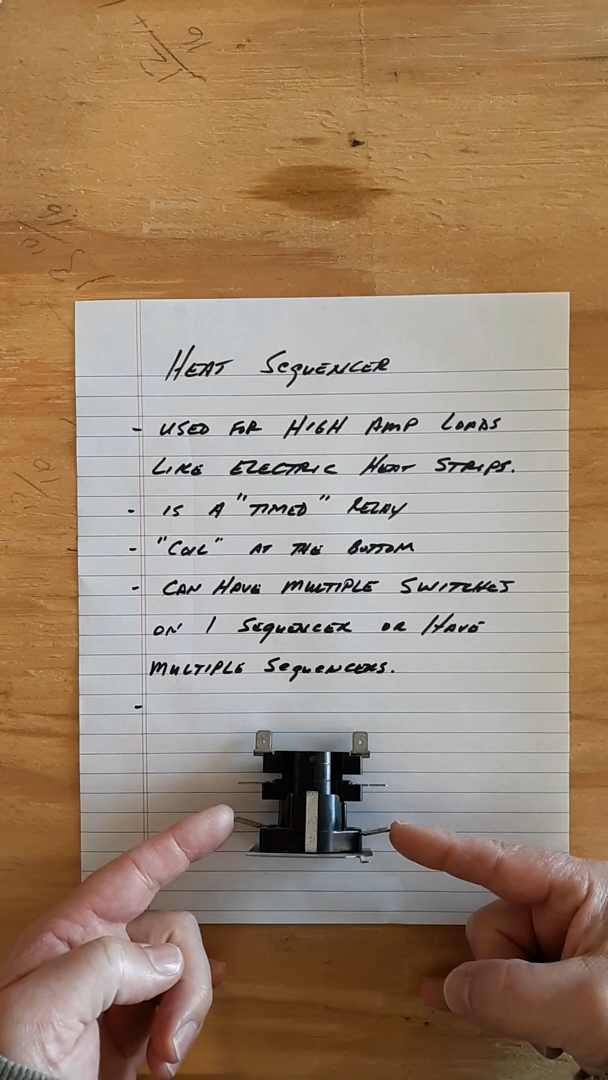 Heat Sequencer
- Used for High Amp Loads
Like Electric Heat Strips.
- Is a "Timed" Relay
- "Coil" at the Bottom
- Can Have Multiple Switches
on 1 Sequencer or Have
Multiple Sequencers.
-